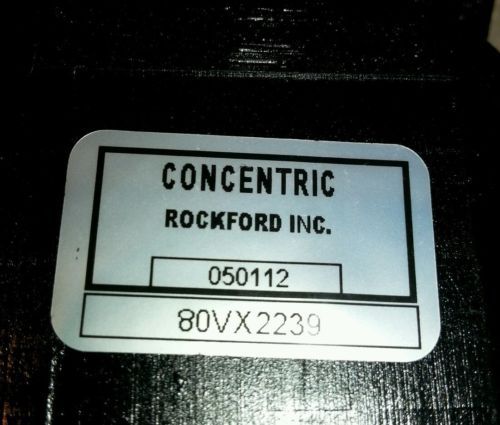 CONCENTRIC
ROCKFORD INC.
050112
80VX2239